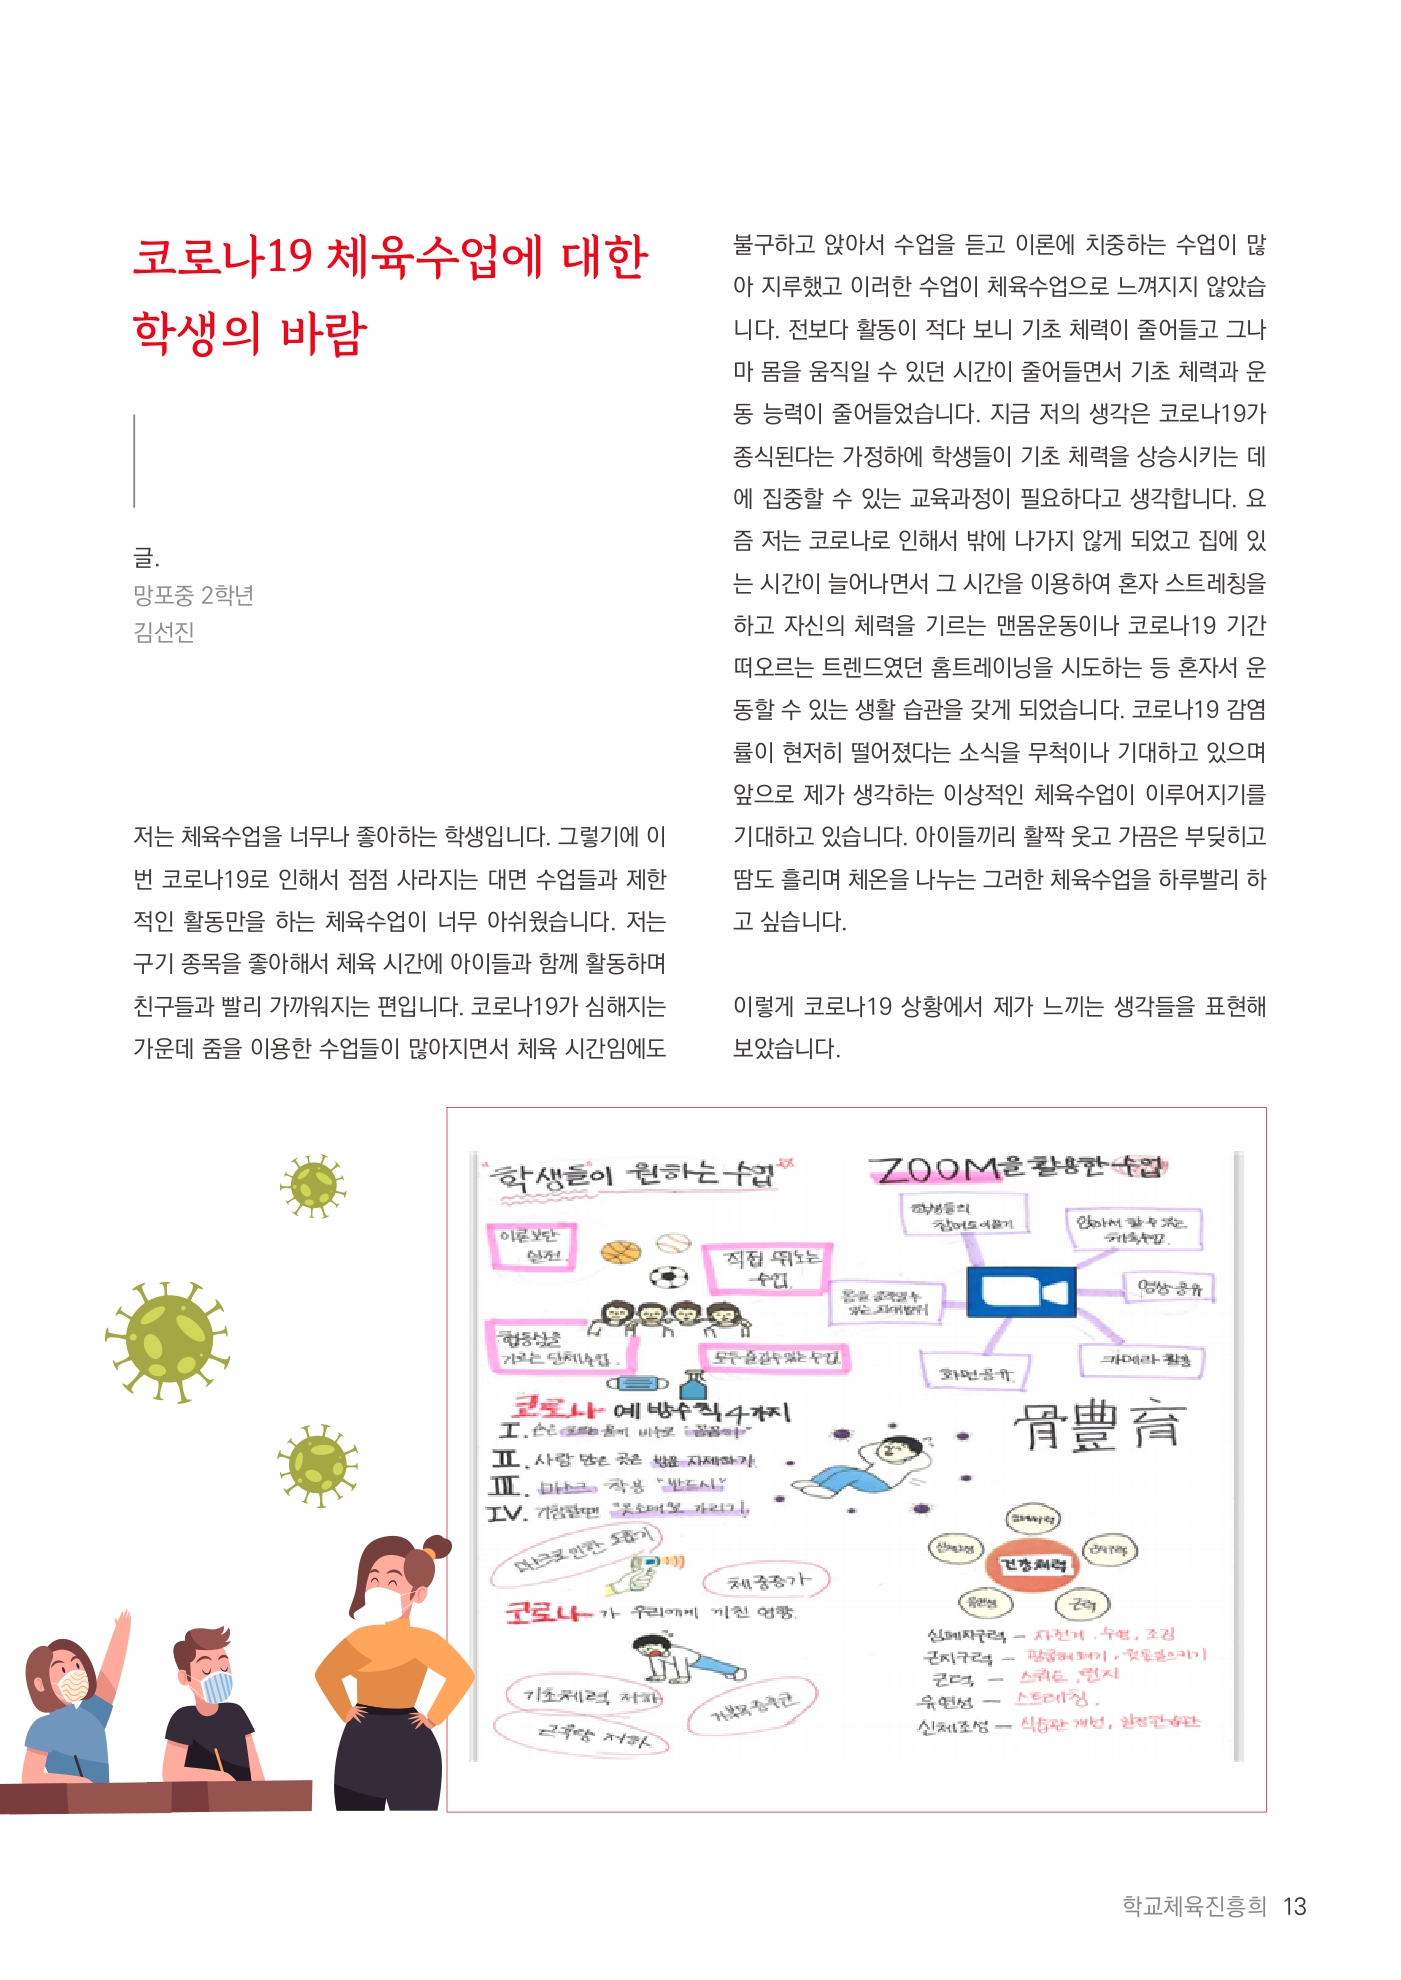 코로나19 체육수업에 대한
학생의 바람
글.
망포중 2학년
김선진
저는 체육수업을 너무나 좋아하는 학생입니다. 그렇기에 이
번 코로나19로 인해서 점점 사라지는 대면 수업들과 제한
적인 활동만을 하는 체육수업이 너무 아쉬웠습니다. 저는
구기 종목을 좋아해서 체육 시간에 아이들과 함께 활동하며
친구들과 빨리 가까워지는 편입니다. 코로나19가 심해지는
가운데 줌을 이용한 수업들이 많아지면서 체육 시간임에도
불구하고 앉아서 수업을 듣고 이론에 치중하는 수업이 많
아 지루했고 이러한 수업이 체육수업으로 느껴지지 않았습
니다. 전보다 활동이 적다 보니 기초 체력이 줄어들고 그나
마 몸을 움직일 수 있던 시간이 줄어들면서 기초 체력과 운
동 능력이 줄어들었습니다. 지금 저의 생각은 코로나19가
종식된다는 가정하에 학생들이 기초 체력을 상승시키는 데
에 집중할 수 있는 교육과정이 필요하다고 생각합니다. 요
즘 저는 코로나로 인해서 밖에 나가지 않게 되었고 집에 있
는 시간이 늘어나면서 그 시간을 이용하여 혼자 스트레칭을
하고 자신의 체력을 기르는 맨몸운동이나 코로나19 기간
떠오르는 트렌드였던 홈트레이닝을 시도하는 등 혼자서 운
동할 수 있는 생활 습관을 갖게 되었습니다. 코로나19 감염
률이 현저히 떨어졌다는 소식을 무척이나 기대하고 있으며
앞으로 제가 생각하는 이상적인 체육수업이 이루어지기를
기대하고 있습니다. 아이들끼리 활짝 웃고 가끔은 부딪히고
땀도 흘리며 체온을 나누는 그러한 체육수업을 하루빨리 하
고 싶습니다.
이렇게 코로나19 상황에서 제가 느끼는 생각들을 표현해
보았습니다.
"학생들"이 원하는 수업
이론보단
실전.
직접 뛰노는
수업.
협동심을
기르는 단체수업.
모두 즐길수있는 수업
코로나 예방수칙 4가지
I. 손은 흐르는 물에 비누로 "꼼꼼히"
II. 사람 많은 곳은 방문 자제하기
III. 마스크 착용 "반드시"
IV. 기침할땐 "옷소매"로 가리기
마스크로 인한
체중증가
코로나가 우리에게 끼친 영향.
기초체력 저하
거북목증후군
근육량 저하
ZOOM을 활용한 수업
학생들의
참여도 이끌기
앉아서 할 수 있는
체육수업.
몸을 움직일 수
있는
영상 공유
화면공유.
카메라 활용
骨豊育
심폐지구력
신체조성
근지구력
건강체력
유연성
근력
심폐지구력 - 자전거, 수영, 조깅
근지구력 - 팔굽혀펴기, 윗몸일으키기
근력 - 스쿼트, 런지
유연성 - 스트레칭.
신체조성 - 식습관 개선, 일정한 습관
학교체육진흥회 13